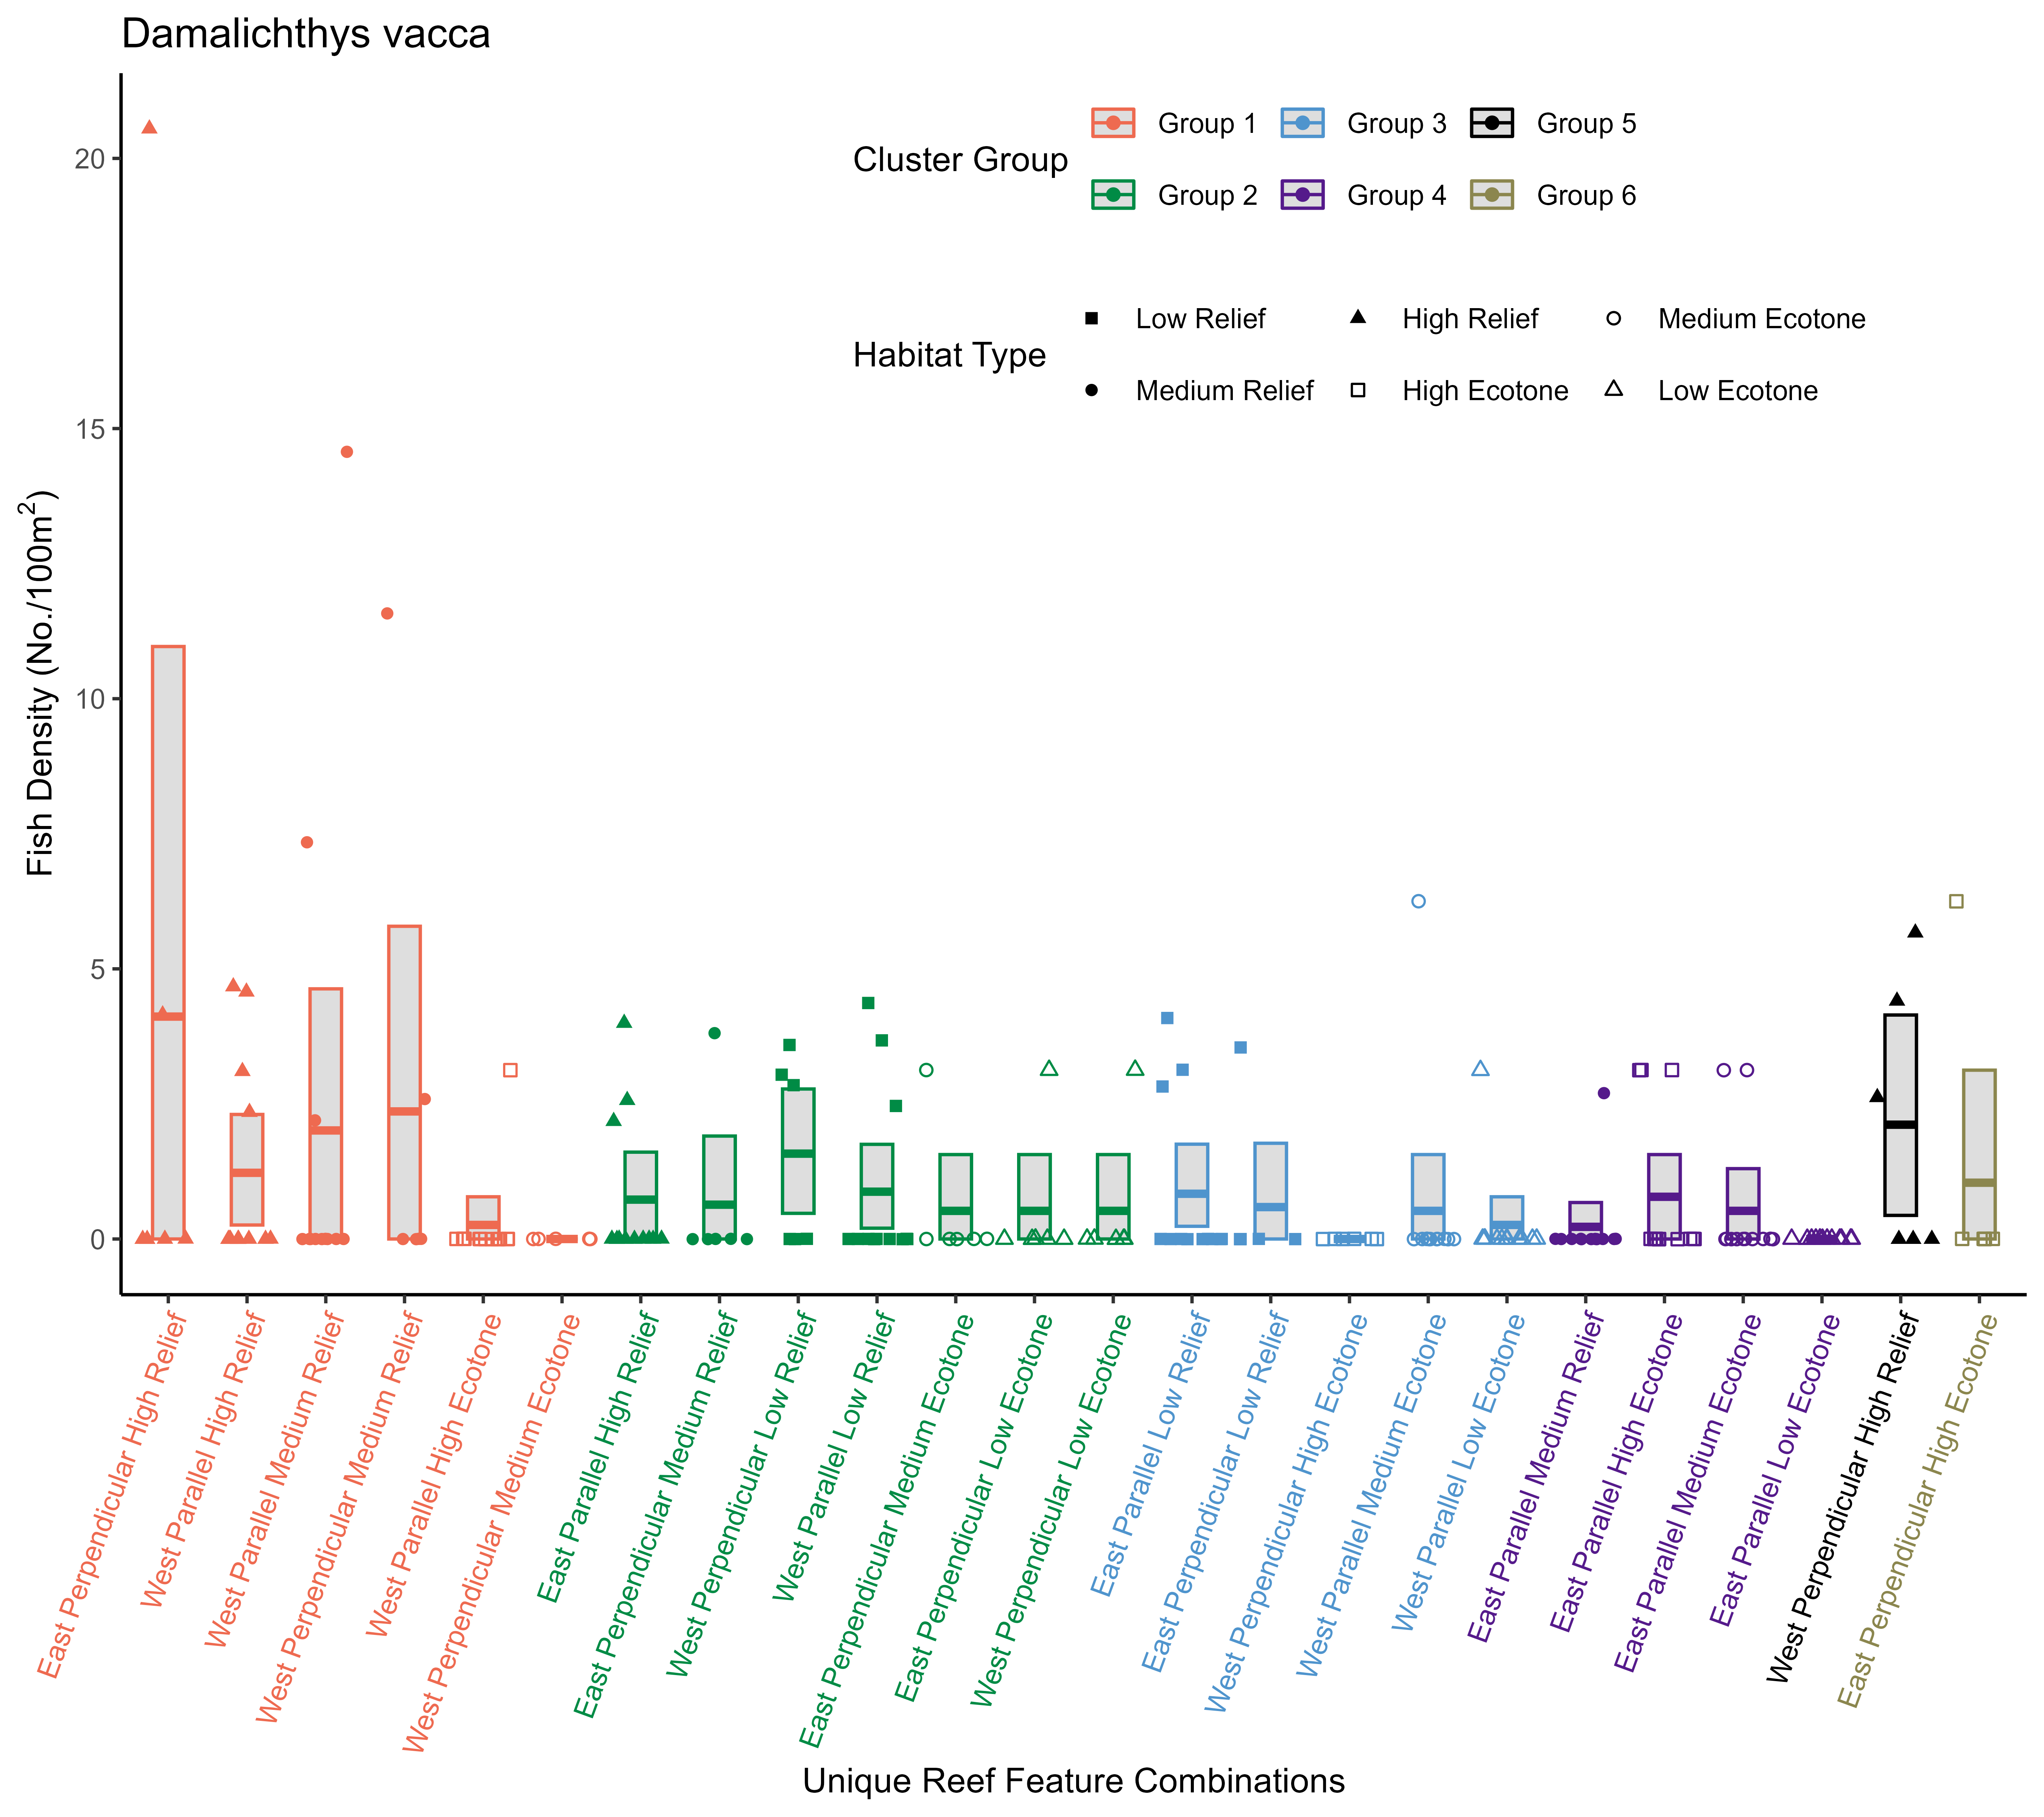 Damalichthys vacca
Cluster Group
Group 1
Group 3
Group 5
Group 2
Group 4
Group 6
Habitat Type
Low Relief
High Relief
Medium Ecotone
Medium Relief
High Ecotone
Low Ecotone
Fish Density (No./100m²)
20
15
10
5
0
East Perpendicular High Relief
West Parallel High Relief
West Parallel Medium Relief
West Perpendicular Medium Relief
West Parallel High Ecotone
West Perpendicular Medium Ecotone
East Parallel High Relief
East Perpendicular Medium Relief
West Perpendicular Low Relief
West Parallel Low Relief
East Perpendicular Medium Ecotone
East Perpendicular Low Ecotone
West Perpendicular Low Ecotone
East Parallel Low Relief
East Perpendicular Low Relief
West Perpendicular High Ecotone
West Parallel Medium Ecotone
West Parallel Low Ecotone
East Parallel Medium Relief
East Parallel High Ecotone
East Parallel Medium Ecotone
East Parallel Low Ecotone
West Perpendicular High Relief
East Perpendicular High Ecotone
Unique Reef Feature Combinations